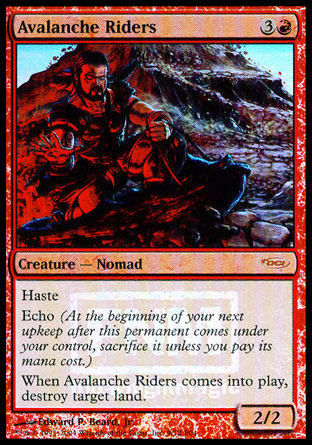 Avalanche Riders 3
DCI
Creature — Nomad
Haste
Echo (At the beginning of your next
upkeep after this permanent comes under
your control, sacrifice it unless you pay its
mana cost.)
When Avalanche Riders comes into play,
destroy target land.
Edward P. Beard, Jr.
2/2